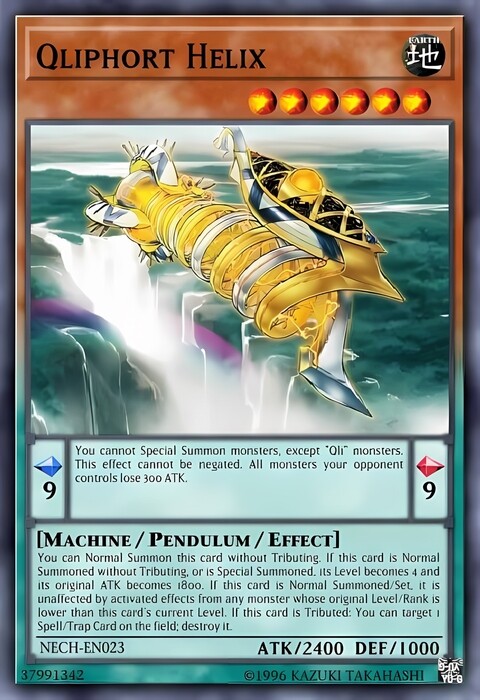 Qliphort Helix
EARTH
地
You cannot Special Summon monsters, except "Qli" monsters.
This effect cannot be negated. All monsters your opponent
controls lose 300 ATK.
9
9
[Machine / Pendulum / Effect]
You can Normal Summon this card without Tributing. If this card is Normal
Summoned without Tributing, or is Special Summoned, its Level becomes 4 and
its original ATK becomes 1800. If this card is Normal Summoned/Set, it is
unaffected by activated effects from any monster whose original Level/Rank is
lower than this card's current Level. If this card is Tributed: You can target 1
Spell/Trap Card on the field; destroy it.
NECH-EN023
ATK/2400 DEF/1000
37991342
©1996 KAZUKI TAKAHASHI